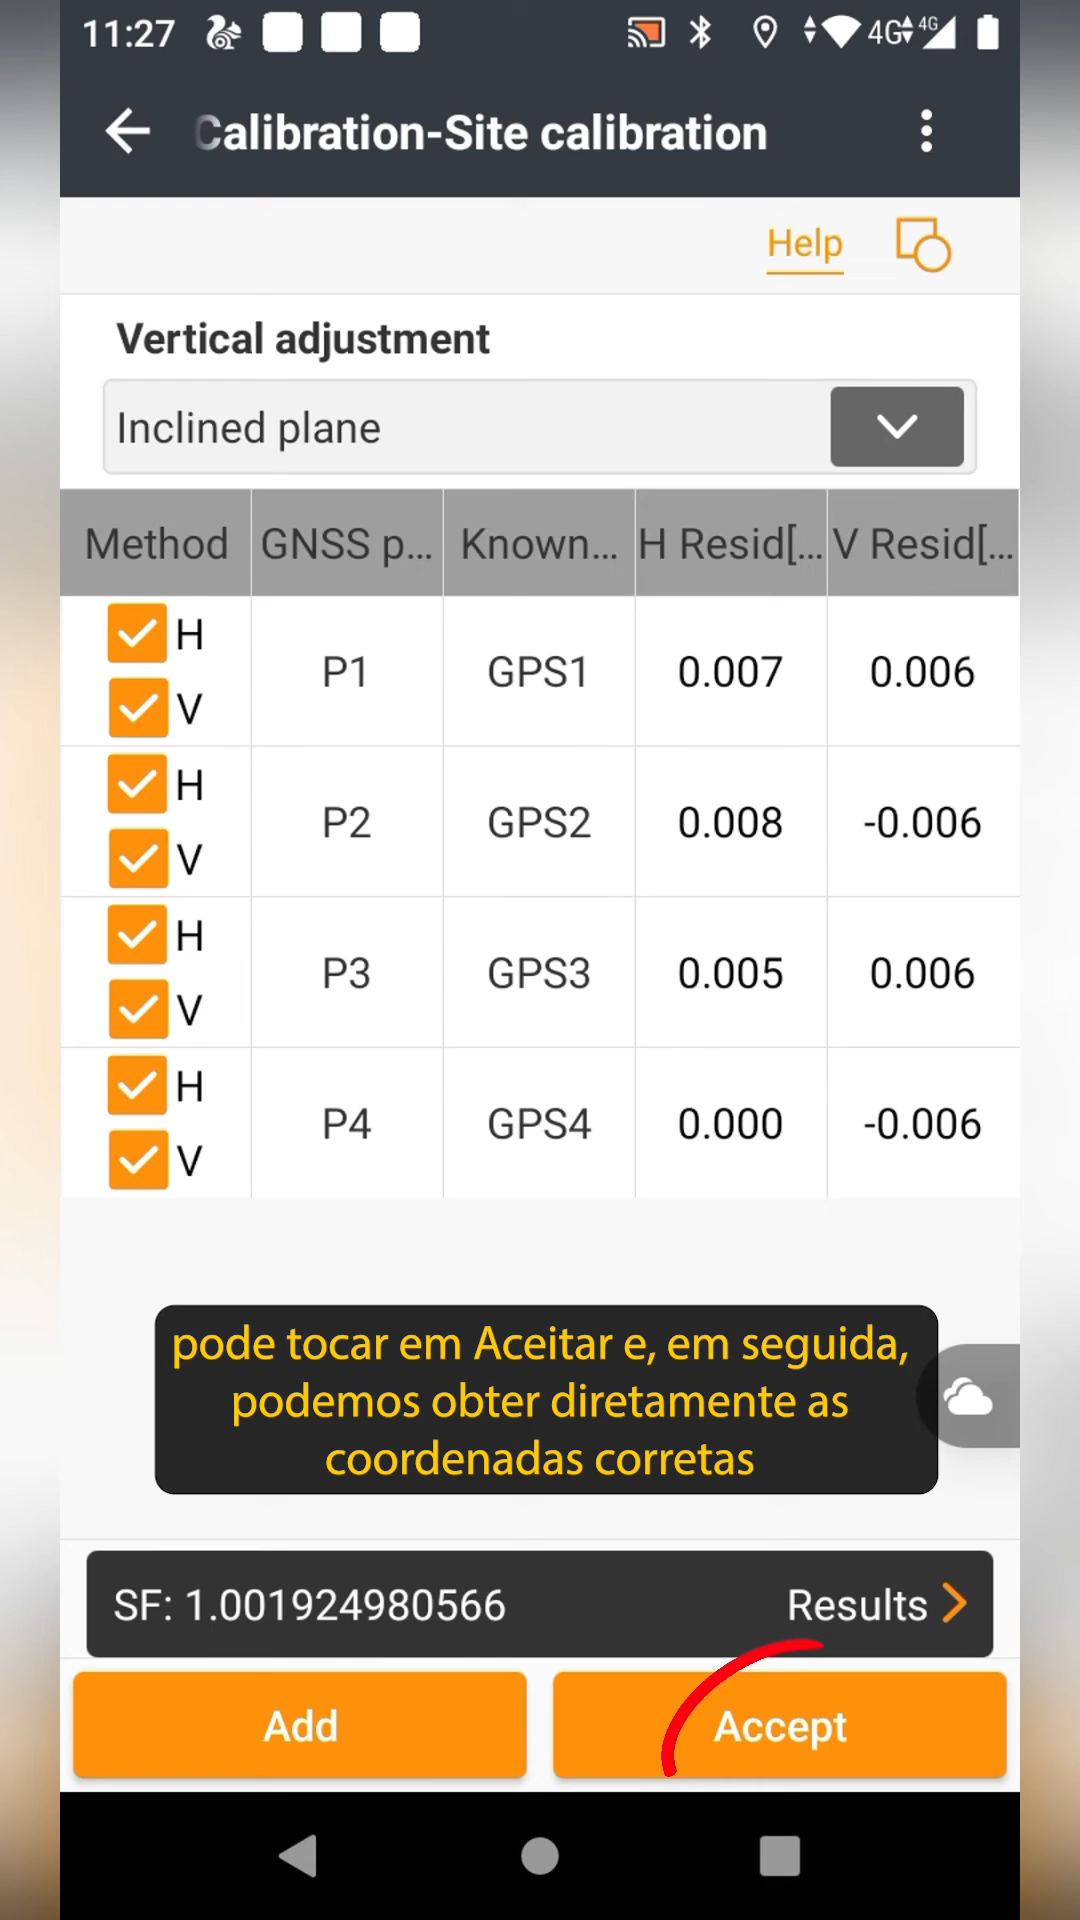 11:27 4G 4G
Calibration-Site calibration
Help
Vertical adjustment
Inclined plane
Method GNSS p... Known... H Resid[... V Resid[...
H
V
P1 GPS1 0.007 0.006
H
V
P2 GPS2 0.008 -0.006
H
V
P3 GPS3 0.005 0.006
H
V
P4 GPS4 0.000 -0.006
pode tocar em Aceitar e, em seguida,
podemos obter diretamente as
coordenadas corretas
SF: 1.001924980566 Results
Add Accept